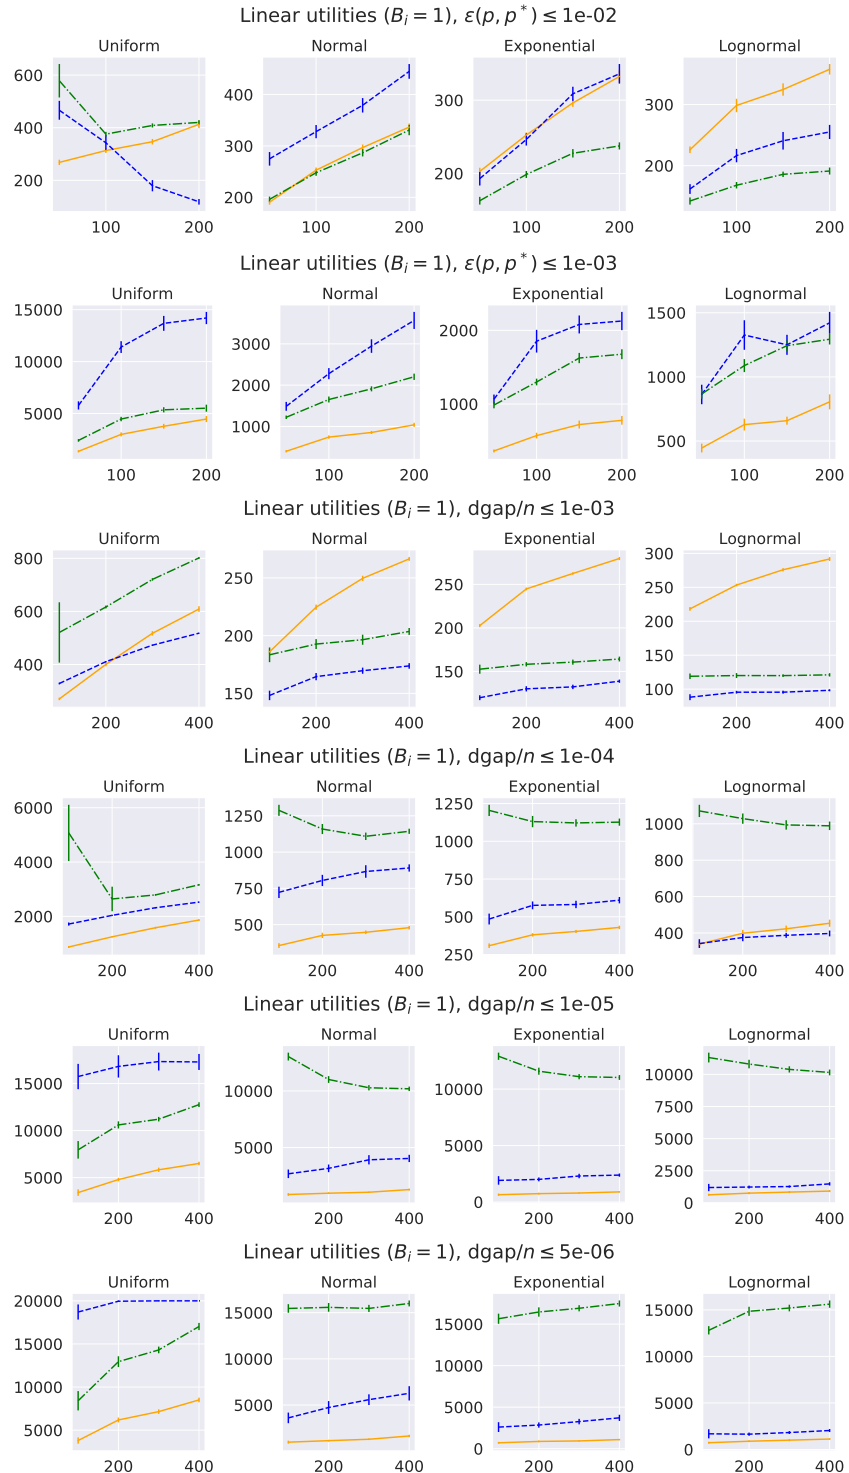 Linear utilities (B_i = 1), ε(p, p*) ≤ 1e-02
Uniform Normal Exponential Lognormal
600 400 200 100 200
400 300 200 100 200
300 200 100 200
300 200 100 200
Linear utilities (B_i = 1), ε(p, p*) ≤ 1e-03
Uniform Normal Exponential Lognormal
15000 10000 5000 100 200
3000 2000 1000 100 200
2000 1000 100 200
1500 1000 500 100 200
Linear utilities (B_i = 1), dgap/n ≤ 1e-03
Uniform Normal Exponential Lognormal
800 600 400 200 400
250 200 150 200 400
250 200 150 100 200 400
300 250 200 150 100 200 400
Linear utilities (B_i = 1), dgap/n ≤ 1e-04
Uniform Normal Exponential Lognormal
6000 4000 2000 200 400
1250 1000 750 500 200 400
1250 1000 750 500 250 200 400
1000 800 600 400 200 400
Linear utilities (B_i = 1), dgap/n ≤ 1e-05
Uniform Normal Exponential Lognormal
15000 10000 5000 200 400
10000 5000 200 400
10000 5000 0 200 400
10000 7500 5000 2500 0 200 400
Linear utilities (B_i = 1), dgap/n ≤ 5e-06
Uniform Normal Exponential Lognormal
20000 15000 10000 5000 200 400
15000 10000 5000 200 400
15000 10000 5000 0 200 400
15000 10000 5000 0 200 400